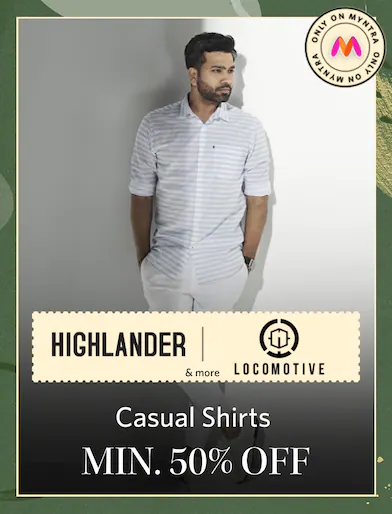 ONLY ON MYNTRA ONLY ON MYNTRA
HIGHLANDER
& more
LOCOMOTIVE
Casual Shirts
MIN. 50% OFF